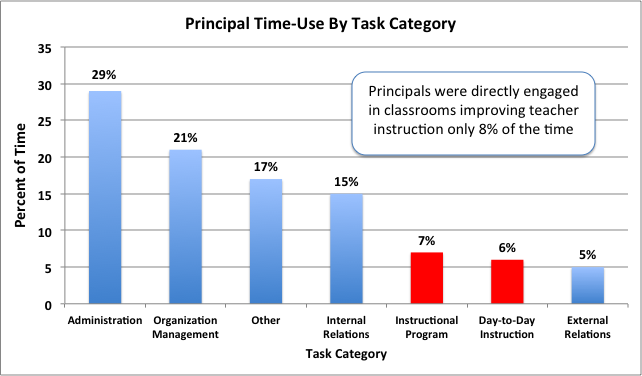 Principal Time-Use By Task Category
35
30
25
20
15
10
5
0
Percent of Time
29%
21%
17%
15%
7%
6%
5%
Principals were directly engaged
in classrooms improving teacher
instruction only 8% of the time
Administration
Organization
Management
Other
Internal
Relations
Instructional
Program
Day-to-Day
Instruction
External
Relations
Task Category